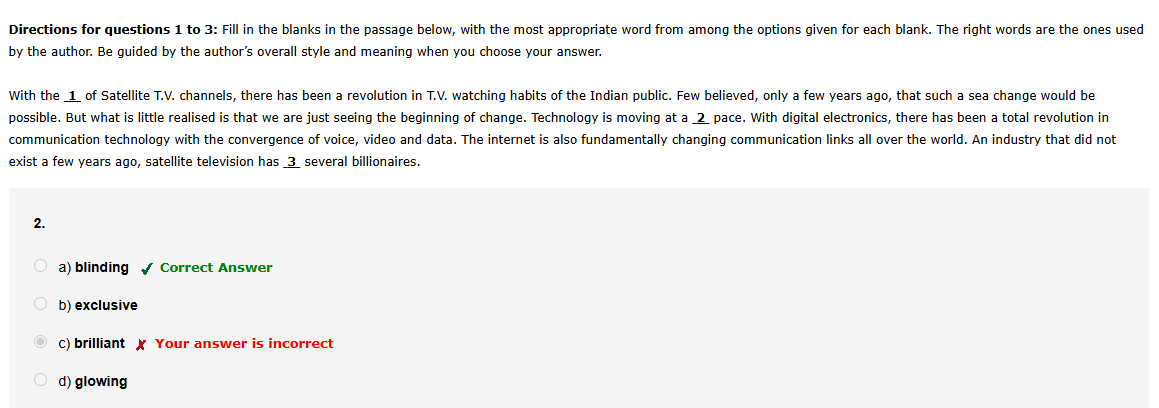 Directions for questions 1 to 3: Fill in the blanks in the passage below, with the most appropriate word from among the options given for each blank. The right words are the ones used
by the author. Be guided by the author’s overall style and meaning when you choose your answer.
With the 1 of Satellite T.V. channels, there has been a revolution in T.V. watching habits of the Indian public. Few believed, only a few years ago, that such a sea change would be
possible. But what is little realised is that we are just seeing the beginning of change. Technology is moving at a 2 pace. With digital electronics, there has been a total revolution in
communication technology with the convergence of voice, video and data. The internet is also fundamentally changing communication links all over the world. An industry that did not
exist a few years ago, satellite television has 3 several billionaires.
2.
a) blinding ✓ Correct Answer
b) exclusive
c) brilliant ✗ Your answer is incorrect
d) glowing